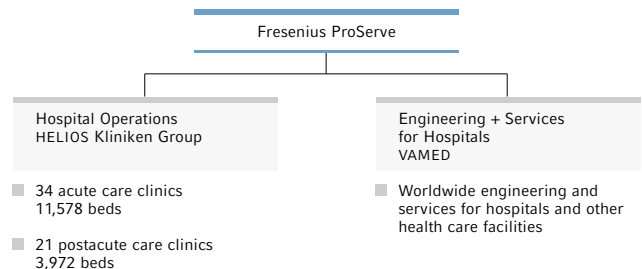 Fresenius ProServe
Hospital Operations
HELIOS Kliniken Group
34 acute care clinics
11,578 beds
21 postacute care clinics
3,972 beds
Engineering + Services
for Hospitals
VAMED
Worldwide engineering and
services for hospitals and other
health care facilities